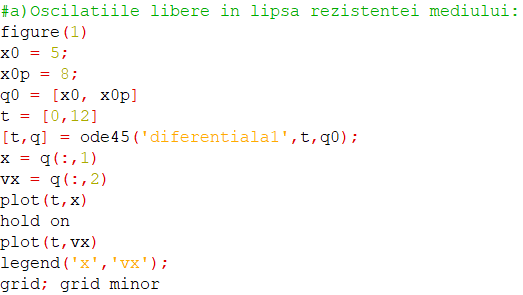 #a)Oscilatiile libere in lipsa rezistentei mediului:
figure(1)
x0 = 5;
x0p = 8;
q0 = [x0, x0p]
t = [0,12]
[t,q] = ode45('diferentiala1',t,q0);
x = q(:,1)
vx = q(:,2)
plot(t,x)
hold on
plot(t,vx)
legend('x','vx');
grid; grid minor